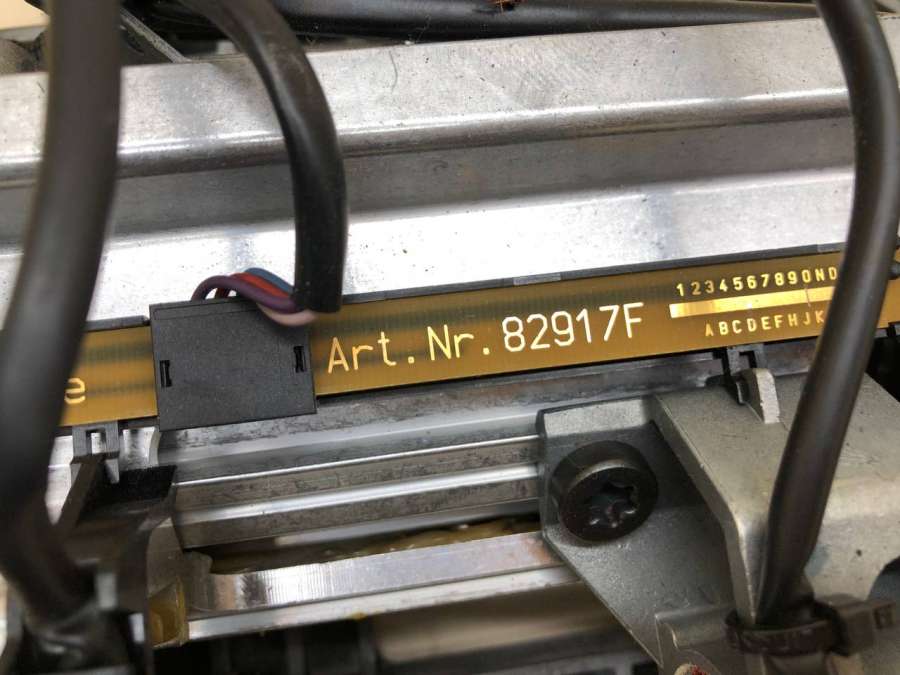 e
Art.Nr. 82917F
1234567890ND
ABCDEFHJK